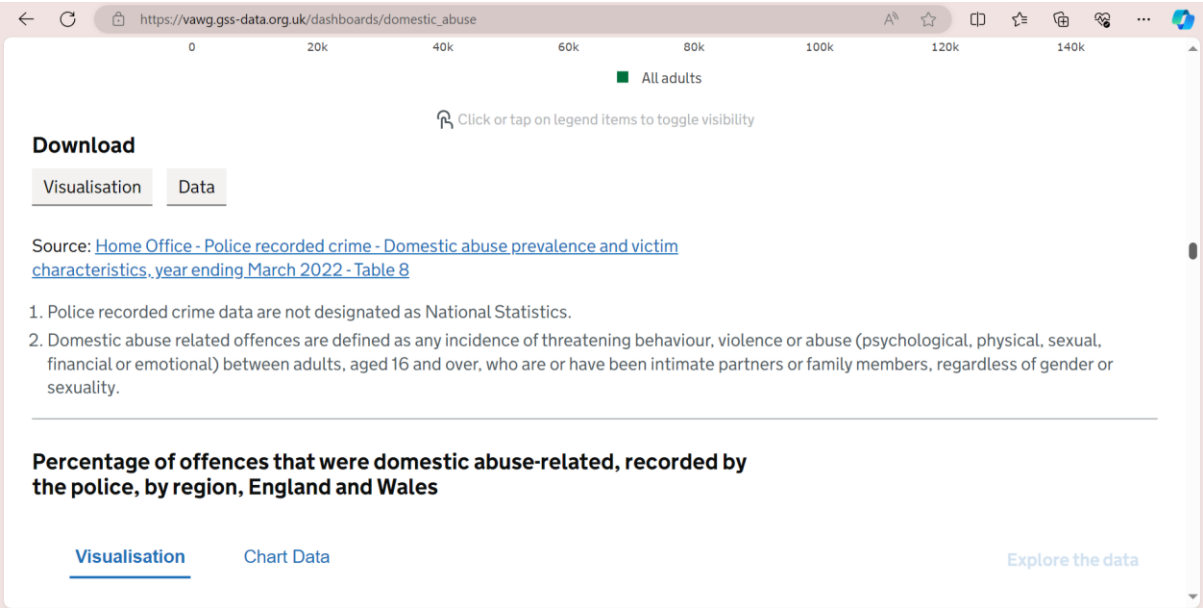 https://vawg.gss-data.org.uk/dashboards/domestic_abuse
0 20k 40k 60k 80k 100k 120k 140k
All adults
Click or tap on legend items to toggle visibility
Download
Visualisation Data
Source: Home Office - Police recorded crime - Domestic abuse prevalence and victim
characteristics, year ending March 2022 - Table 8
1. Police recorded crime data are not designated as National Statistics.
2. Domestic abuse related offences are defined as any incidence of threatening behaviour, violence or abuse (psychological, physical, sexual,
financial or emotional) between adults, aged 16 and over, who are or have been intimate partners or family members, regardless of gender or
sexuality.
Percentage of offences that were domestic abuse-related, recorded by
the police, by region, England and Wales
Visualisation Chart Data Explore the data